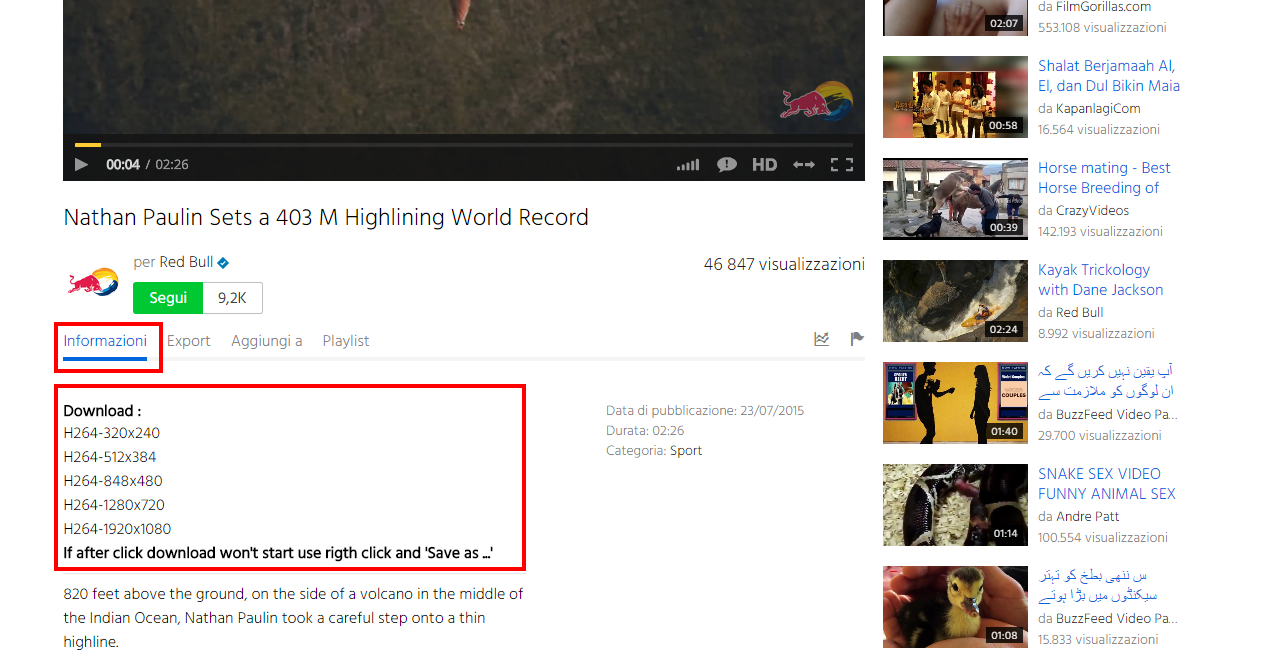 00:04 / 02:26
HD
Nathan Paulin Sets a 403 M Highlining World Record
per Red Bull
46 847 visualizzazioni
Segui 9,2K
Informazioni Export Aggiungi a Playlist
Download :
H264-320x240
H264-512x384
H264-848x480
H264-1280x720
H264-1920x1080
If after click download won't start use rigth click and 'Save as ...'
820 feet above the ground, on the side of a volcano in the middle of
the Indian Ocean, Nathan Paulin took a careful step onto a thin
highline.
Data di pubblicazione: 23/07/2015
Durata: 02:26
Categoria: Sport
02:07
da FilmGorillas.com
553.108 visualizzazioni
00:58
Shalat Berjamaah Al,
El, dan Dul Bikin Maia
da KapanlagiCom
16.564 visualizzazioni
00:39
Horse mating - Best
Horse Breeding of
da CrazyVideos
142.193 visualizzazioni
02:24
Kayak Trickology
with Dane Jackson
da Red Bull
8.992 visualizzazioni
COUPLES
01:40
آپ یقین نہیں کریں گے کہ
ان لوگوں کو ملازمت سے
da BuzzFeed Video Pa...
29.700 visualizzazioni
01:14
SNAKE SEX VIDEO
FUNNY ANIMAL SEX
da Andre Patt
100.554 visualizzazioni
01:08
س ننھی بطخ کو تہتر
سیکنڈوں میں بڑا ہوتے
da BuzzFeed Video Pa...
15.833 visualizzazioni